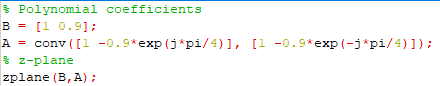 % Polynomial coefficients
B = [1 0.9];
A = conv([1 -0.9*exp(j*pi/4)], [1 -0.9*exp(-j*pi/4)]);
% z-plane
zplane(B,A);